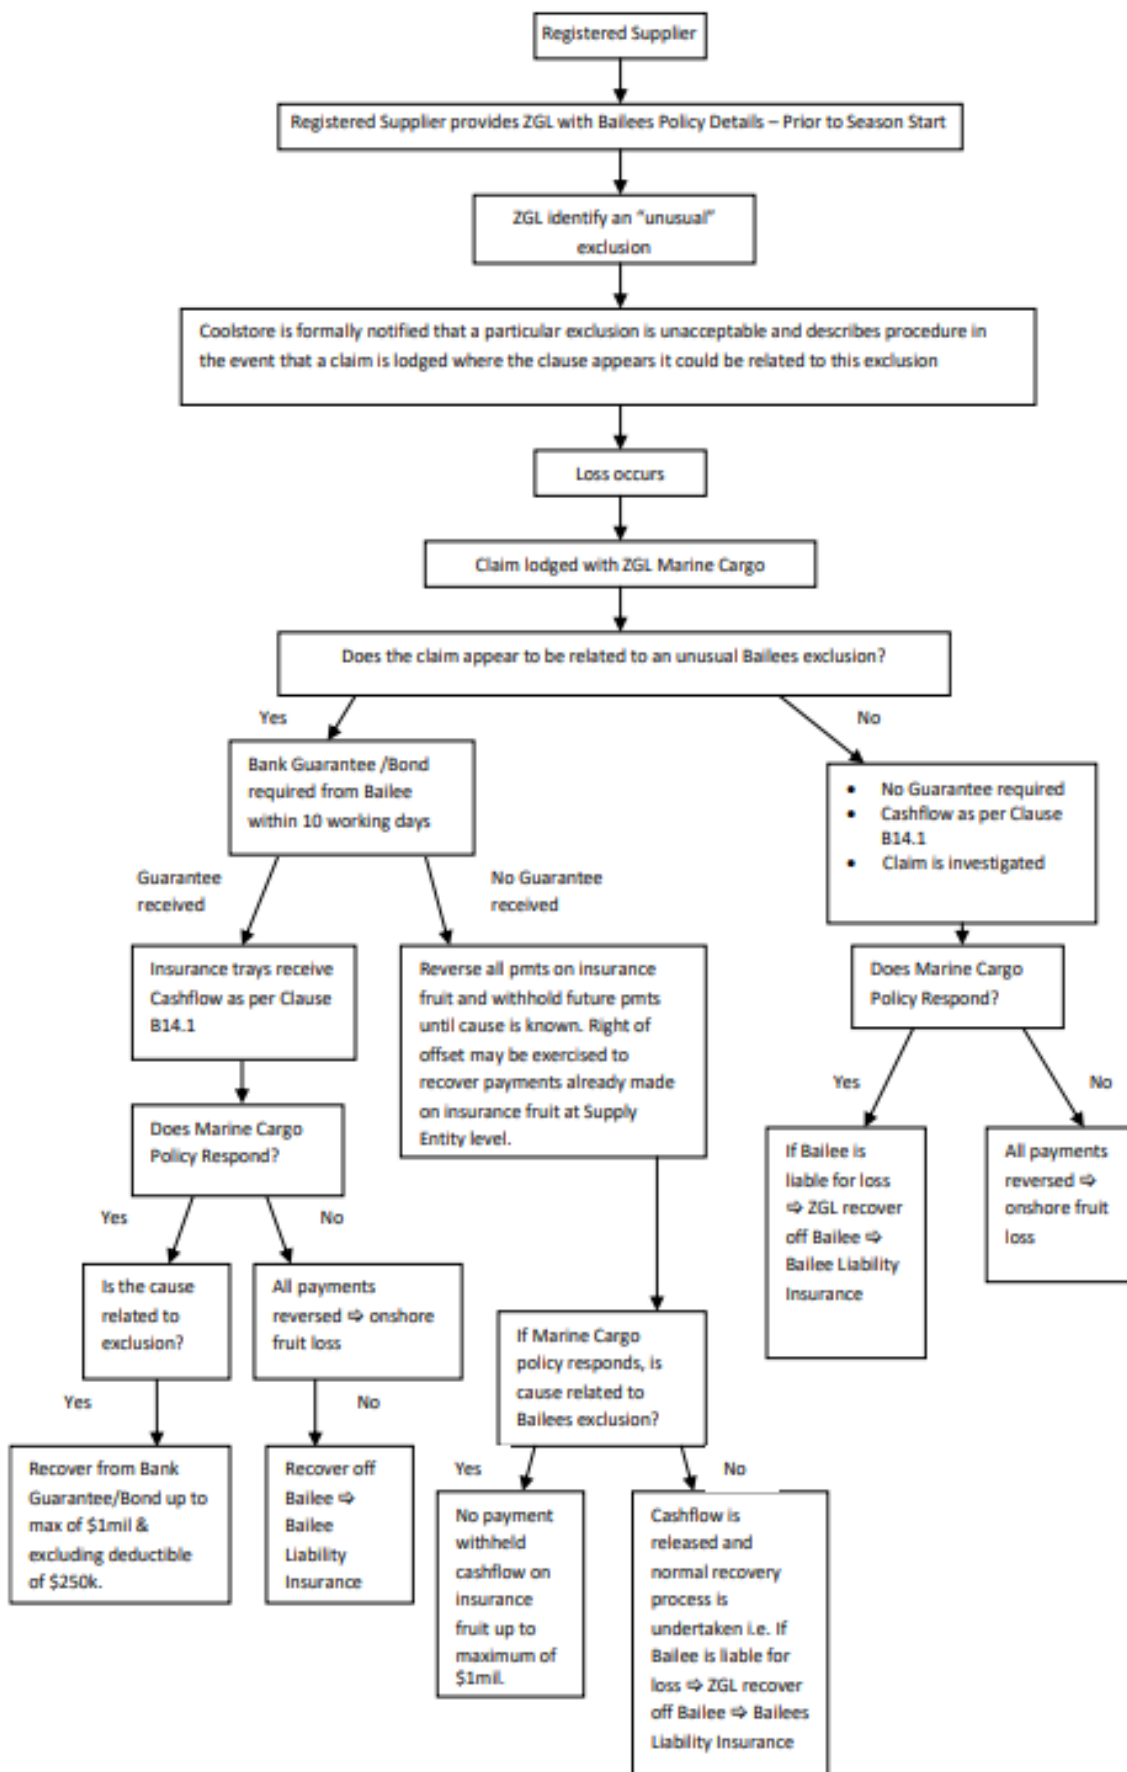 Registered Supplier
Registered Supplier provides ZGL with Bailees Policy Details – Prior to Season Start
ZGL identify an “unusual”
exclusion
Coolstore is formally notified that a particular exclusion is unacceptable and describes procedure in
the event that a claim is lodged where the clause appears it could be related to this exclusion
Loss occurs
Claim lodged with ZGL Marine Cargo
Does the claim appear to be related to an unusual Bailees exclusion?
Yes
No
Bank Guarantee /Bond
required from Bailee
within 10 working days
• No Guarantee required
• Cashflow as per Clause
B14.1
• Claim is investigated
Guarantee
received
No Guarantee
received
Insurance trays receive
Cashflow as per Clause
B14.1
Reverse all pmts on insurance
fruit and withhold future pmts
until cause is known. Right of
offset may be exercised to
recover payments already made
on insurance fruit at Supply
Entity level.
Does Marine Cargo
Policy Respond?
Yes
No
Does Marine Cargo
Policy Respond?
Yes
No
If Bailee is
liable for loss
⇨ ZGL recover
off Bailee ⇨
Bailee Liability
Insurance
All payments
reversed ⇨
onshore fruit
loss
Is the cause
related to
exclusion?
All payments
reversed ⇨ onshore
fruit loss
If Marine Cargo
policy responds, is
cause related to
Bailees exclusion?
Yes
No
Recover from Bank
Guarantee/Bond up to
max of $1mil &
excluding deductible
of $250k.
Recover off
Bailee ⇨
Bailee
Liability
Insurance
Yes
No
No payment
withheld
cashflow on
insurance
fruit up to
maximum of
$1mil.
Cashflow is
released and
normal recovery
process is
undertaken i.e. If
Bailee is liable for
loss ⇨ ZGL recover
off Bailee ⇨ Bailees
Liability Insurance